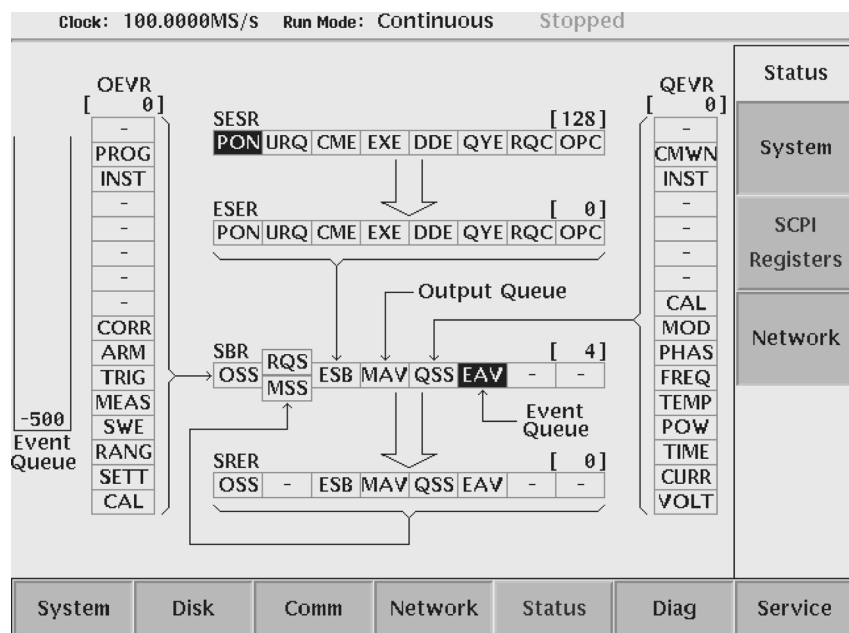 Clock: 100.0000MS/s Run Mode: Continuous Stopped
OEVR
[ 0]
-
PROG
INST
-
-
-
-
-
CORR
ARM
TRIG
MEAS
SWE
RANG
SETT
CAL
-500
Event
Queue
SESR [128]
PON URQ CME EXE DDE QYE RQC OPC
ESER [ 0]
PON URQ CME EXE DDE QYE RQC OPC
Output Queue
SBR [ 4]
OSS RQS MSS ESB MAV QSS EAV - -
Event
Queue
SRER [ 0]
OSS - ESB MAV QSS EAV - -
QEVR
[ 0]
-
CMWN
INST
-
-
-
-
CAL
MOD
PHAS
FREQ
TEMP
POW
TIME
CURR
VOLT
Status
System
SCPI
Registers
Network
System Disk Comm Network Status Diag Service